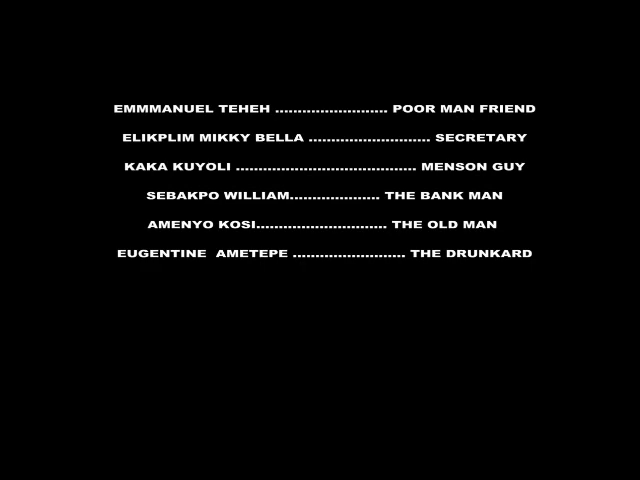 EMMMANUEL TEHEH ......................... POOR MAN FRIEND
ELIKPLIM MIKKY BELLA ........................... SECRETARY
KAKA KUYOLI ........................................ MENSON GUY
SEBAKPO WILLIAM.................... THE BANK MAN
AMENYO KOSI............................. THE OLD MAN
EUGENTINE  AMETEPE ......................... THE DRUNKARD